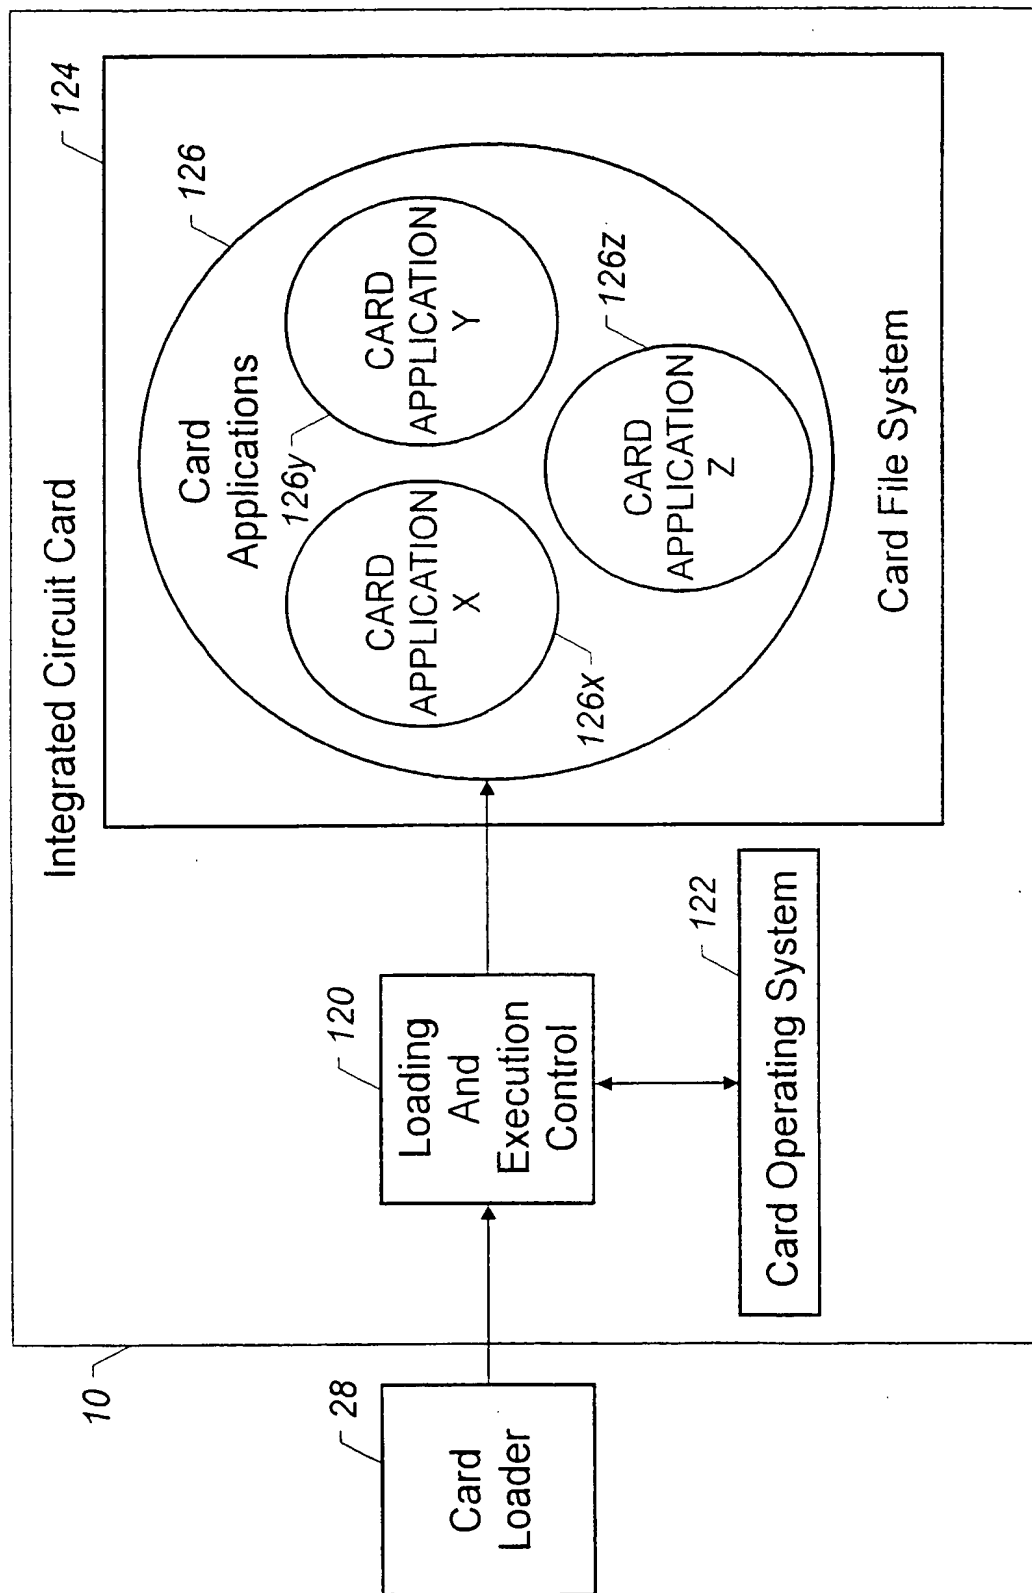 Integrated Circuit Card
10
28
Card
Loader
120
Loading
And
Execution
Control
122
Card Operating System
124
126
Card
Applications
126x
CARD
APPLICATION
X
126y
CARD
APPLICATION
Y
126z
CARD
APPLICATION
Z
Card File System